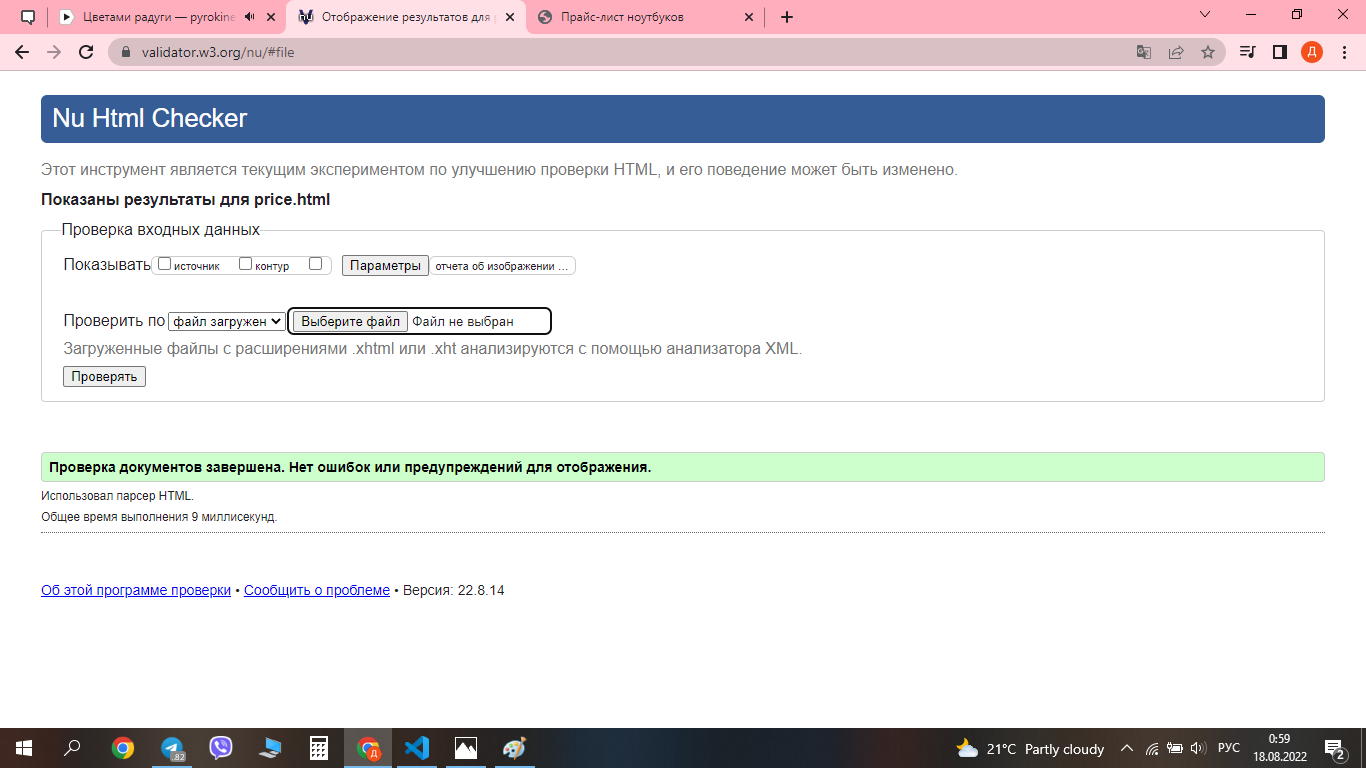 Цветами радуги — pyrokine
Отображение результатов для
Прайс-лист ноутбуков
validator.w3.org/nu/#file
Д
Nu Html Checker
Этот инструмент является текущим экспериментом по улучшению проверки HTML, и его поведение может быть изменено.
Показаны результаты для price.html
Проверка входных данных
Показывать источник контур Параметры отчета об изображении ...
Проверить по файл загружен Выберите файл Файл не выбран
Загруженные файлы с расширениями .xhtml или .xht анализируются с помощью анализатора XML.
Проверять
Проверка документов завершена. Нет ошибок или предупреждений для отображения.
Использовал парсер HTML.
Общее время выполнения 9 миллисекунд.
Об этой программе проверки • Сообщить о проблеме • Версия: 22.8.14
82
Д
21°C Partly cloudy
РУС
0:59
18.08.2022
2